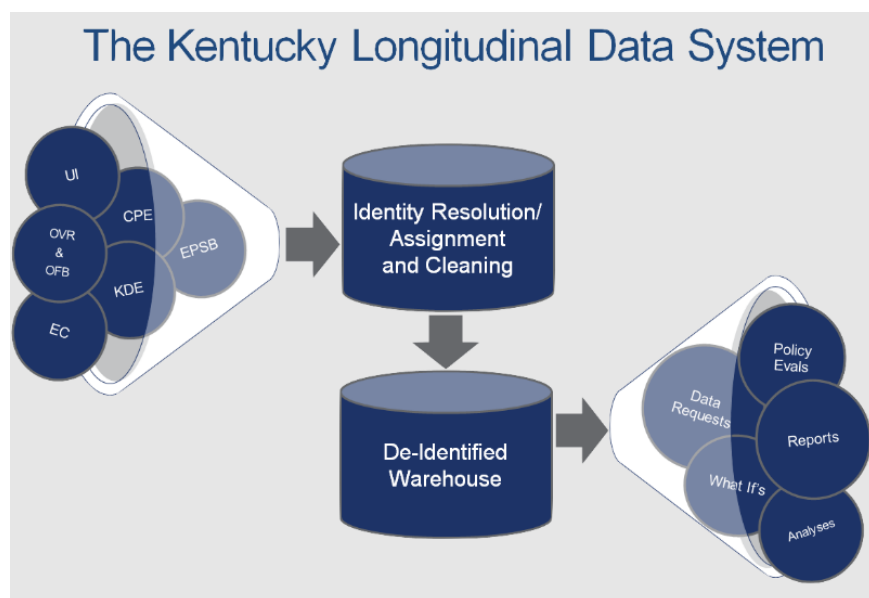 The Kentucky Longitudinal Data System
UI
CPE
OVR
&
OFB
EPSB
KDE
EC
Identity Resolution/
Assignment
and Cleaning
De-Identified
Warehouse
Policy
Evals
Data
Requests
Reports
What If's
Analyses